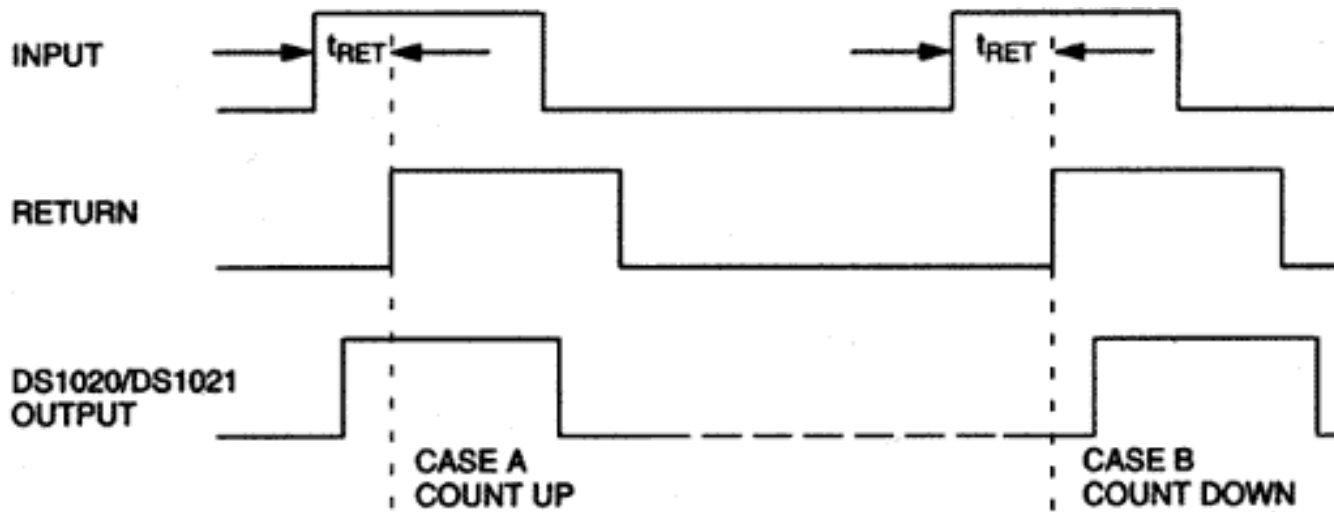 INPUT
tRET
tRET
RETURN
DS1020/DS1021
OUTPUT
CASE A
COUNT UP
CASE B
COUNT DOWN